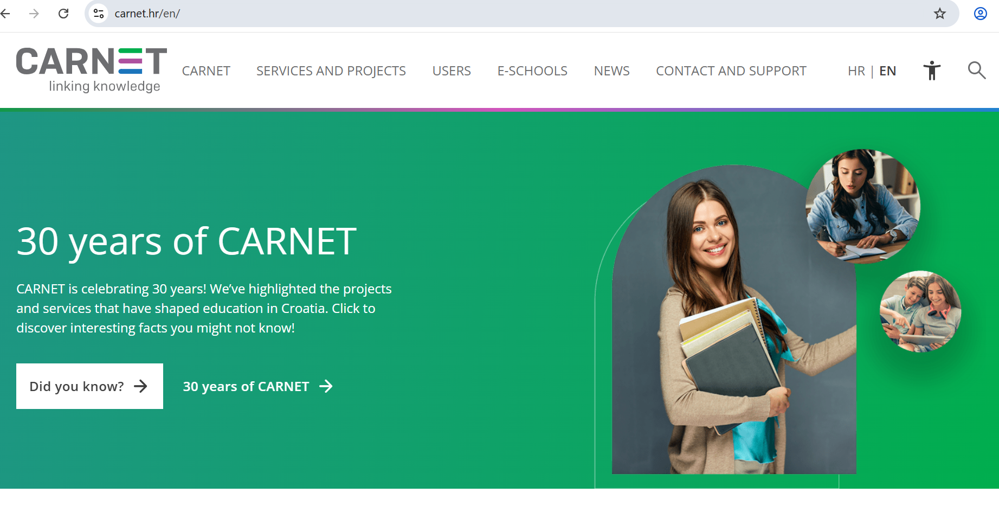 carnet.hr/en/
CARNET
linking knowledge
CARNET SERVICES AND PROJECTS USERS E-SCHOOLS NEWS CONTACT AND SUPPORT HR | EN
30 years of CARNET
CARNET is celebrating 30 years! We’ve highlighted the projects
and services that have shaped education in Croatia. Click to
discover interesting facts you might not know!
Did you know? 30 years of CARNET